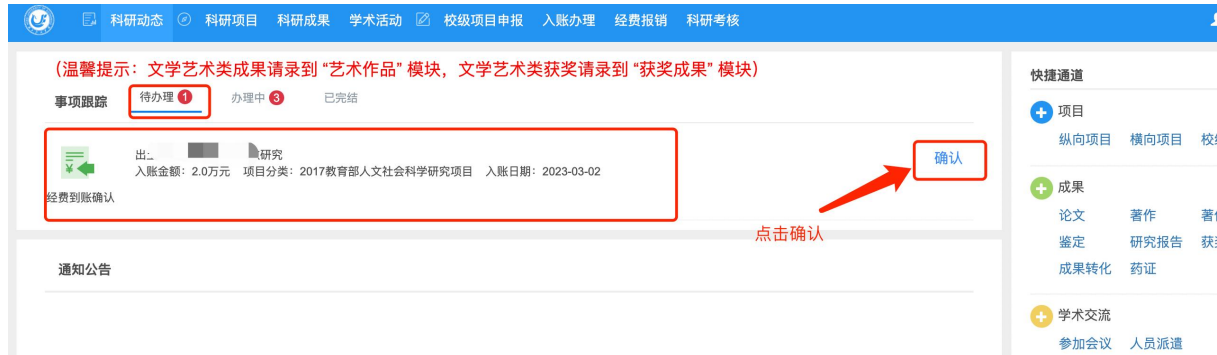 科研动态 科研项目 科研成果 学术活动 校级项目申报 入账办理 经费报销 科研考核
（温馨提示：文学艺术类成果请录到 “艺术作品” 模块，文学艺术类获奖请录到 “获奖成果” 模块）
事项跟踪 待办理 1 办理中 3 已完结
研究
入账金额：2.0万元 项目分类：2017教育部人文社会科学研究项目 入账日期：2023-03-02
确认
经费到账确认
点击确认
通知公告
快捷通道
项目
纵向项目 横向项目
成果
论文 著作
鉴定 研究报告
成果转化 药证
学术交流
参加会议 人员派遣